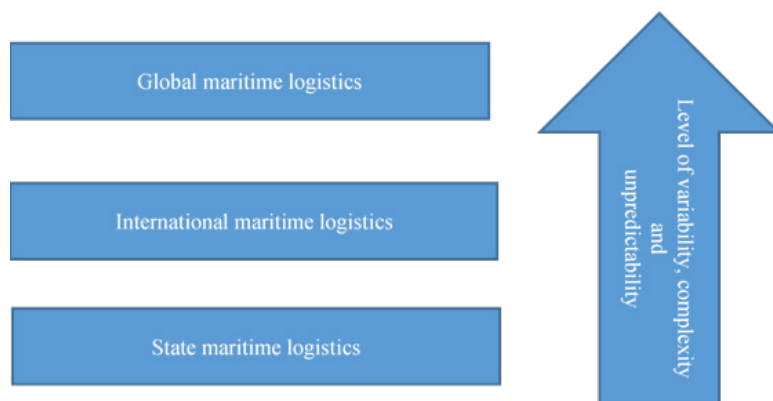 Global maritime logistics
International maritime logistics
State maritime logistics
Level of variability, complexity
and
unpredictability